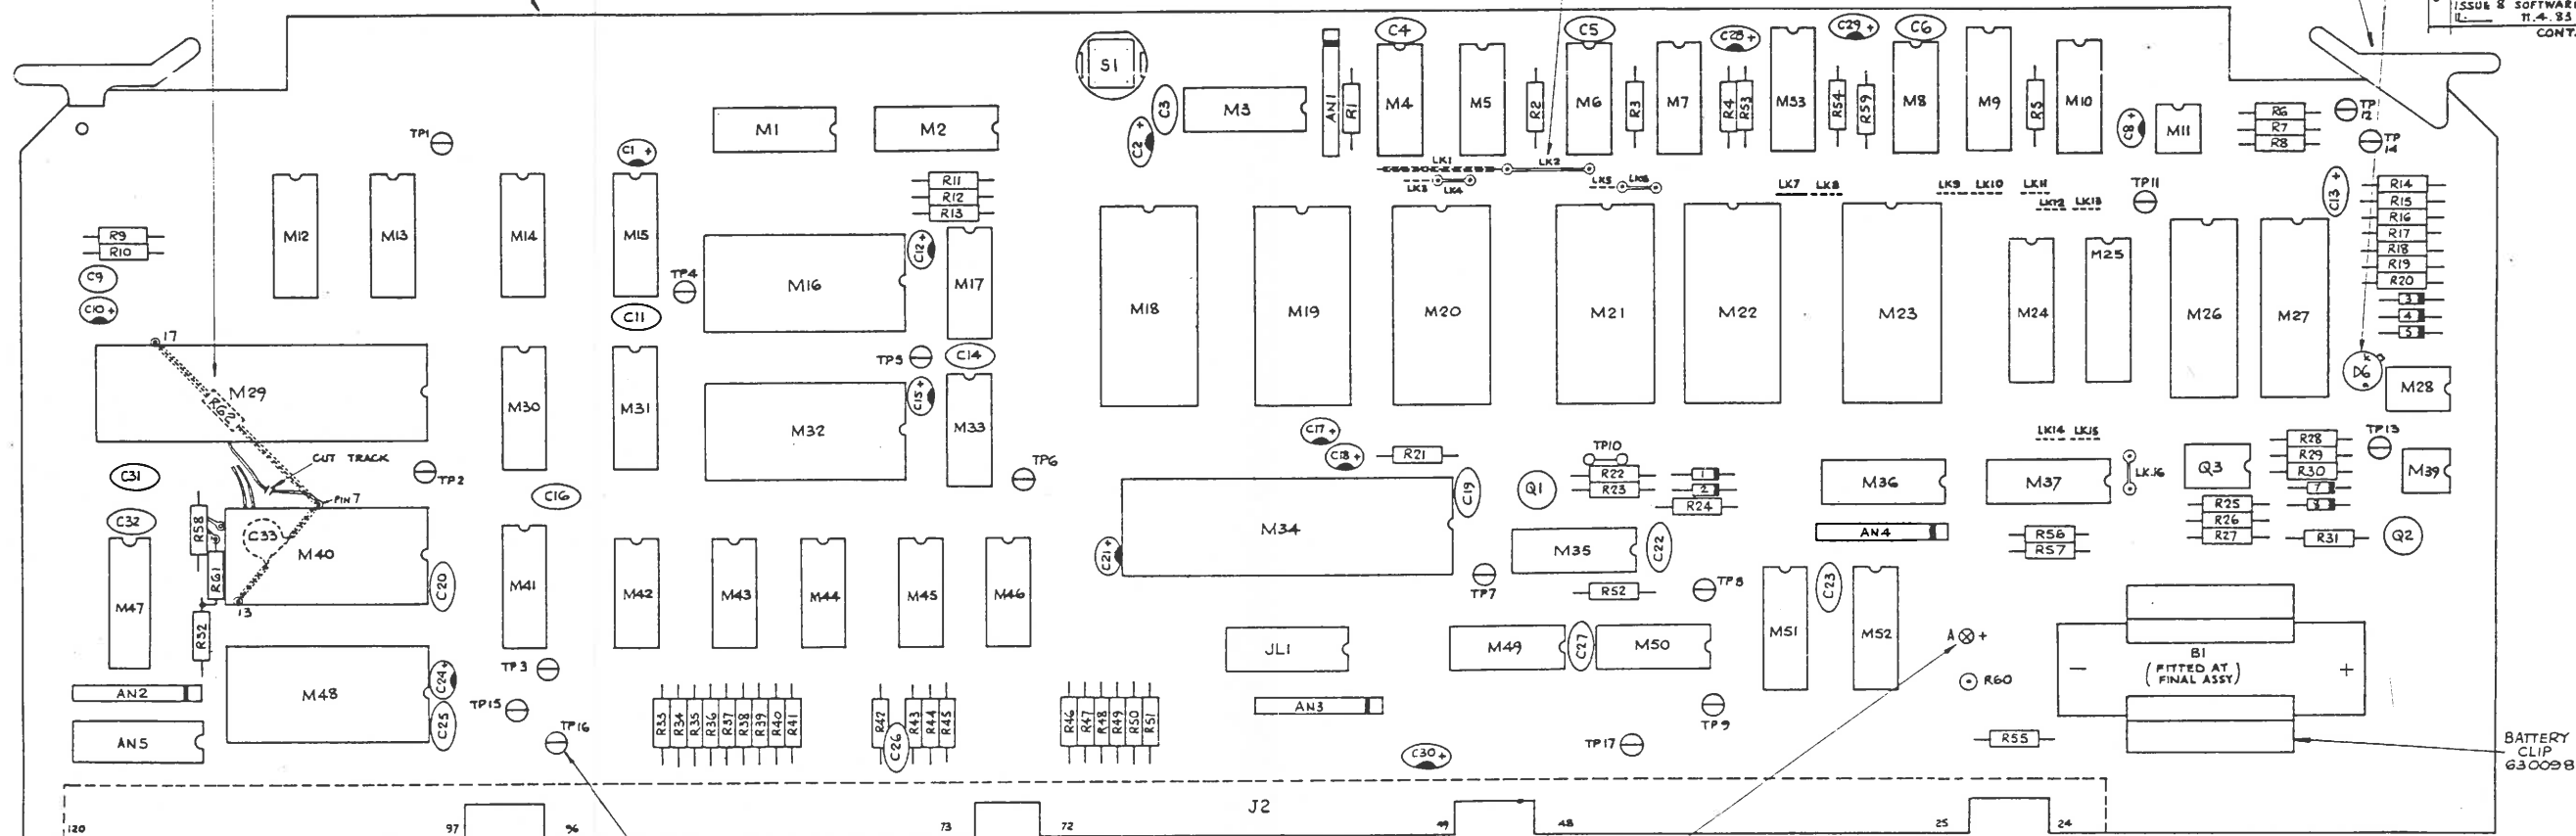 ISSUE 8 SOFTWARE
11.4.83
CONT.
C4
C5
C28+
C29+
C6
S1
AN1
R1
M4
M5
R2
M6
R3
M7
R4
R53
M53
R54
R59
M8
M9
R5
M10
C8+
M11
R6
R7
R8
TP
12
TP
14
C3
M3
C2+
TP1
M1
M2
C1+
LK1
LK2
LK3
LK4
LK5
LK6
LK7
LK8
LK9
LK10
LK11
LK12
LK13
TP11
C13+
R14
R15
R16
R17
R18
R19
R20
3
4
5
R11
R12
R13
R9
R10
C9
C10+
M12
M13
M14
M15
TP4
C11
M16
C12+
M17
M18
M19
M20
M21
M22
M23
M24
M25
M26
M27
K
D6
a
M28
17
M29
R62
M30
M31
TP5
C14
M32
C15+
M33
CUT TRACK
C31
TP2
PIN 7
C16
TP6
C17+
C18+
R21
C19
Q1
TP10
R22
R23
1
2
R24
M36
M37
LK14
LK15
LK16
Q3
R28
R29
R30
7
TP13
M39
C32
R58
C33
M40
R61
13
R32
M47
C20
M41
M42
M43
M44
M45
M46
C21+
M34
M35
C22
TP7
R52
TP8
AN4
R56
R57
R25
R26
R27
R31
Q2
M51
C23
M52
A
+
R60
B1
(FITTED AT
FINAL ASSY)
-
+
AN2
AN5
M48
C24+
C25
TP3
TP15
TP16
R33
R34
R35
R36
R37
R38
R39
R40
R41
R42
C26
R43
R44
R45
R46
R47
R48
R49
R50
R51
JL1
AN3
M49
C27
M50
C30+
TP17
TP9
R55
BATTERY
CLIP
630098
J2
120
97
96
73
72
49
48
25
24